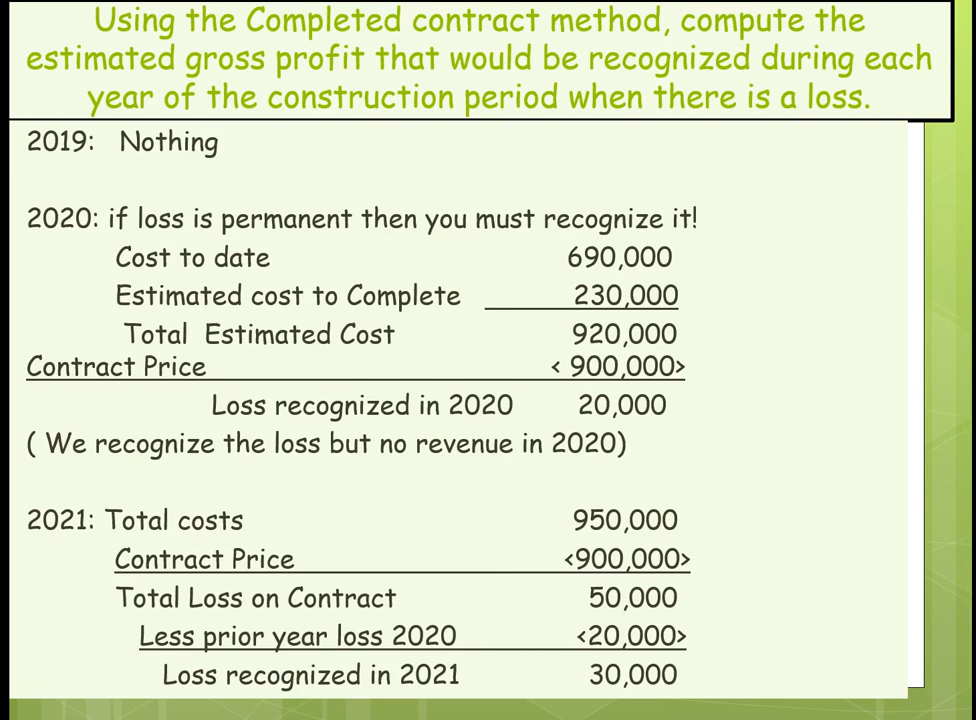 Using the Completed contract method, compute the
estimated gross profit that would be recognized during each
year of the construction period when there is a loss.
2019: Nothing
2020: if loss is permanent then you must recognize it!
Cost to date 690,000
Estimated cost to Complete 230,000
Total Estimated Cost 920,000
Contract Price < 900,000>
Loss recognized in 2020 20,000
( We recognize the loss but no revenue in 2020)
2021: Total costs 950,000
Contract Price <900,000>
Total Loss on Contract 50,000
Less prior year loss 2020 <20,000>
Loss recognized in 2021 30,000